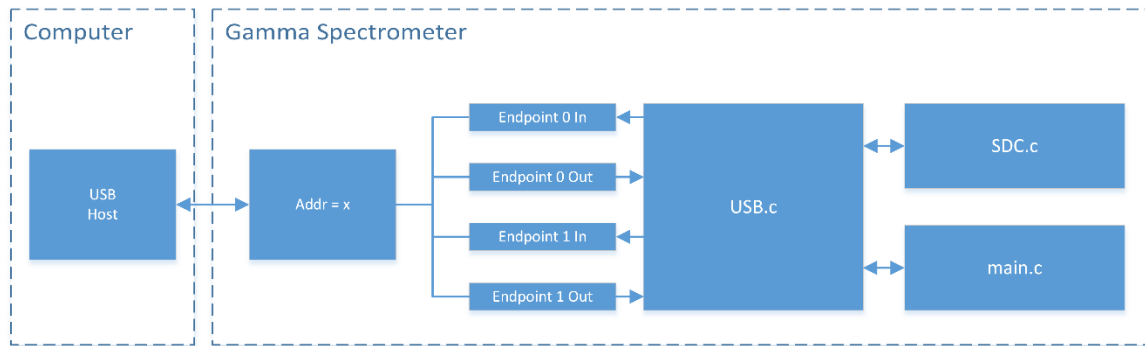 Computer
Gamma Spectrometer
USB
Host
Addr = x
Endpoint 0 In
Endpoint 0 Out
Endpoint 1 In
Endpoint 1 Out
USB.c
SDC.c
main.c